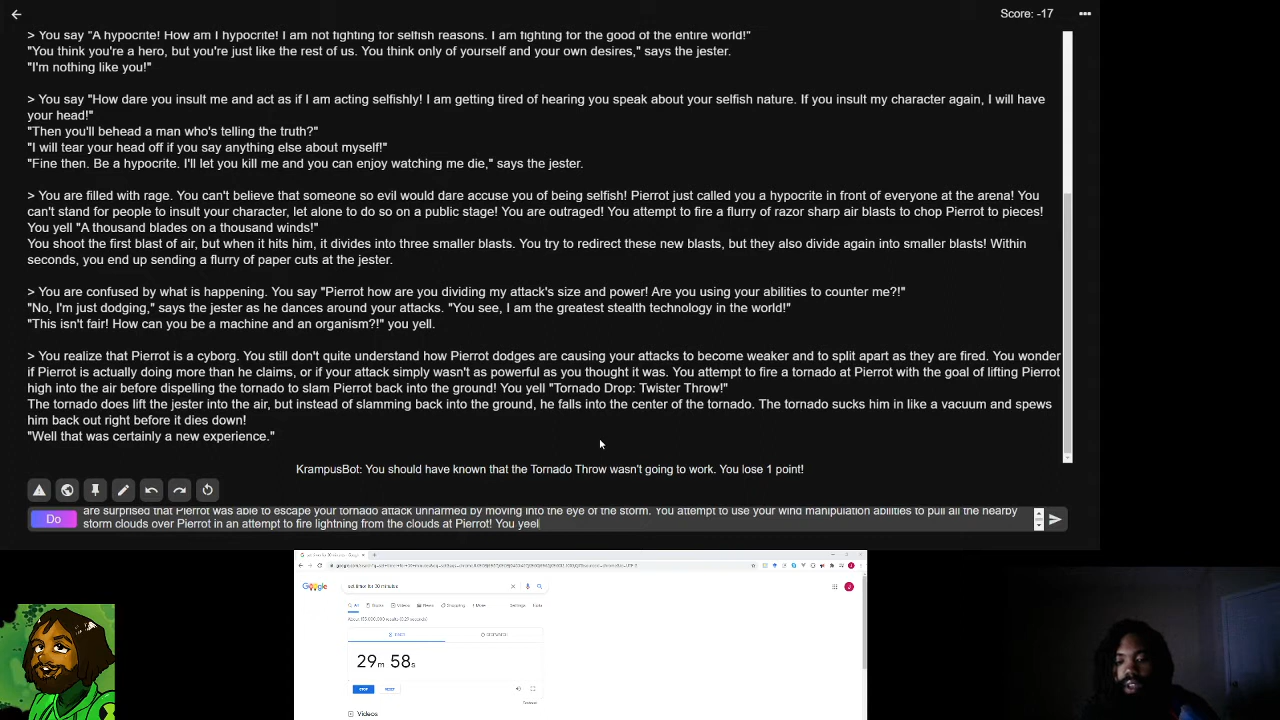 Score: -17
> You say "A hypocrite! How am I hypocrite! I am not fighting for selfish reasons. I am fighting for the good of the entire world!"
"You think you're a hero, but you're just like the rest of us. You think only of yourself and your own desires," says the jester.
"I'm nothing like you!"
> You say "How dare you insult me and act as if I am acting selfishly! I am getting tired of hearing you speak about your selfish nature. If you insult my character again, I will have
your head!"
"Then you'll behead a man who's telling the truth?"
"I will tear your head off if you say anything else about myself!"
"Fine then. Be a hypocrite. I'll let you kill me and you can enjoy watching me die," says the jester.
> You are filled with rage. You can't believe that someone so evil would dare accuse you of being selfish! Pierrot just called you a hypocrite in front of everyone at the arena! You
can't stand for people to insult your character, let alone to do so on a public stage! You are outraged! You attempt to fire a flurry of razor sharp air blasts to chop Pierrot to pieces!
You yell "A thousand blades on a thousand winds!"
You shoot the first blast of air, but when it hits him, it divides into three smaller blasts. You try to redirect these new blasts, but they also divide again into smaller blasts! Within
seconds, you end up sending a flurry of paper cuts at the jester.
> You are confused by what is happening. You say "Pierrot how are you dividing my attack's size and power! Are you using your abilities to counter me?!"
"No, I'm just dodging," says the jester as he dances around your attacks. "You see, I am the greatest stealth technology in the world!"
"This isn't fair! How can you be a machine and an organism?!" you yell.
> You realize that Pierrot is a cyborg. You still don't quite understand how Pierrot dodges are causing your attacks to become weaker and to split apart as they are fired. You wonder
if Pierrot is actually doing more than he claims, or if your attack simply wasn't as powerful as you thought it was. You attempt to fire a tornado at Pierrot with the goal of lifting Pierrot
high into the air before dispelling the tornado to slam Pierrot back into the ground! You yell "Tornado Drop: Twister Throw!"
The tornado does lift the jester into the air, but instead of slamming back into the ground, he falls into the center of the tornado. The tornado sucks him in like a vacuum and spews
him back out right before it dies down!
"Well that was certainly a new experience."
KrampusBot: You should have known that the Tornado Throw wasn't going to work. You lose 1 point!
Do
are surprised that Pierrot was able to escape your tornado attack unharmed by moving into the eye of the storm. You attempt to use your wind manipulation abilities to pull all the nearby
storm clouds over Pierrot in an attempt to fire lightning from the clouds at Pierrot! You yeel
Google
set timer for 30 minutes
All Books Videos News Shopping More Settings Tools
29m 58s
STOP RESET
Videos